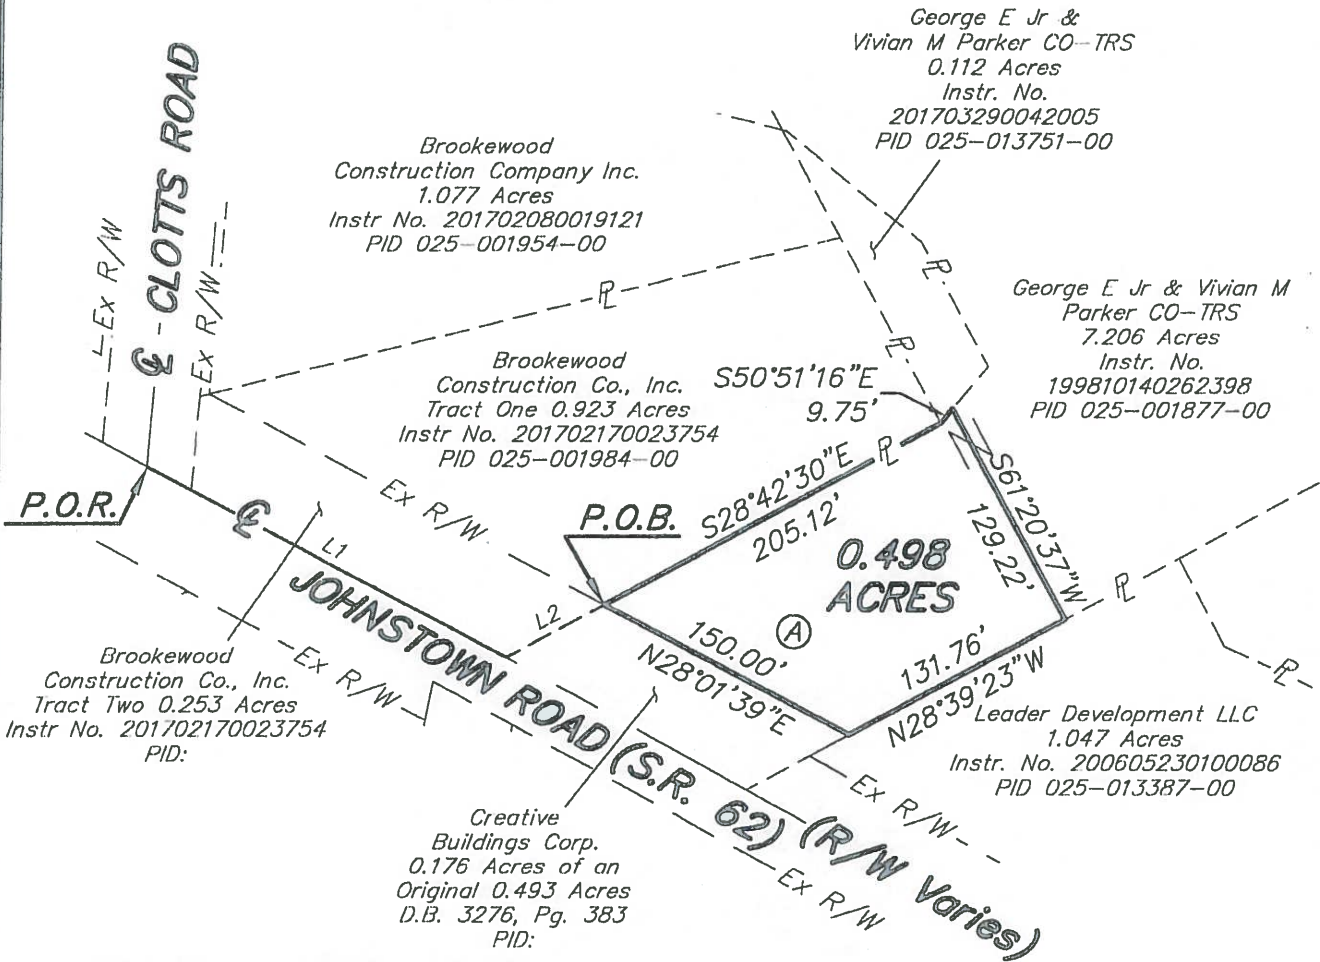 George E Jr &
Vivian M Parker CO-TRS
0.112 Acres
Instr. No.
201703290042005
PID 025-013751-00
℄ - CLOTTS ROAD
Ex R/W
Ex R/W
Brookewood
Construction Company Inc.
1.077 Acres
Instr No. 201702080019121
PID 025-001954-00
PL
PL
PL
George E Jr & Vivian M
Parker CO-TRS
7.206 Acres
Instr. No.
199810140262398
PID 025-001877-00
Brookewood
Construction Co., Inc.
Tract One 0.923 Acres
Instr No. 201702170023754
PID 025-001984-00
S50°51'16"E
9.75'
P.O.R.
℄
L1
Ex R/W
P.O.B.
L2
S28°42'30"E
205.12'
PL
S61°20'37"W
129.22'
0.498
ACRES
A
150.00'
N28°01'39"E
131.76'
N28°39'23"W
PL
PL
JOHNSTOWN ROAD (S.R. 62) (R/W Varies)
Ex R/W
Brookewood
Construction Co., Inc.
Tract Two 0.253 Acres
Instr No. 201702170023754
PID:
Leader Development LLC
1.047 Acres
Instr. No. 200605230100086
PID 025-013387-00
Ex R/W
Ex R/W
Creative
Buildings Corp.
0.176 Acres of an
Original 0.493 Acres
D.B. 3276, Pg. 383
PID: